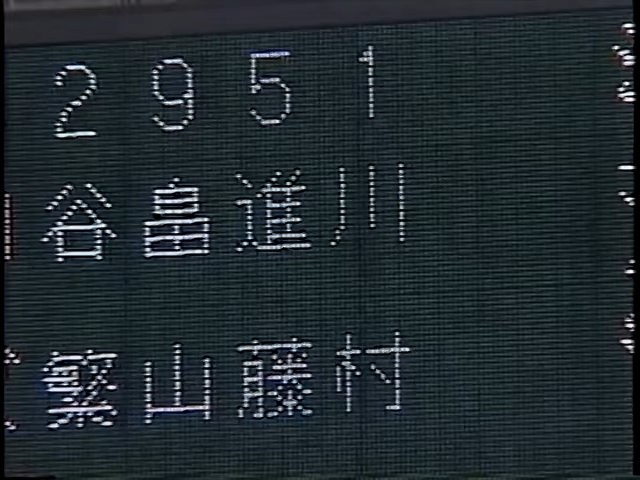 2 9 5 1
谷 畠 進 川
繁 山 藤 村